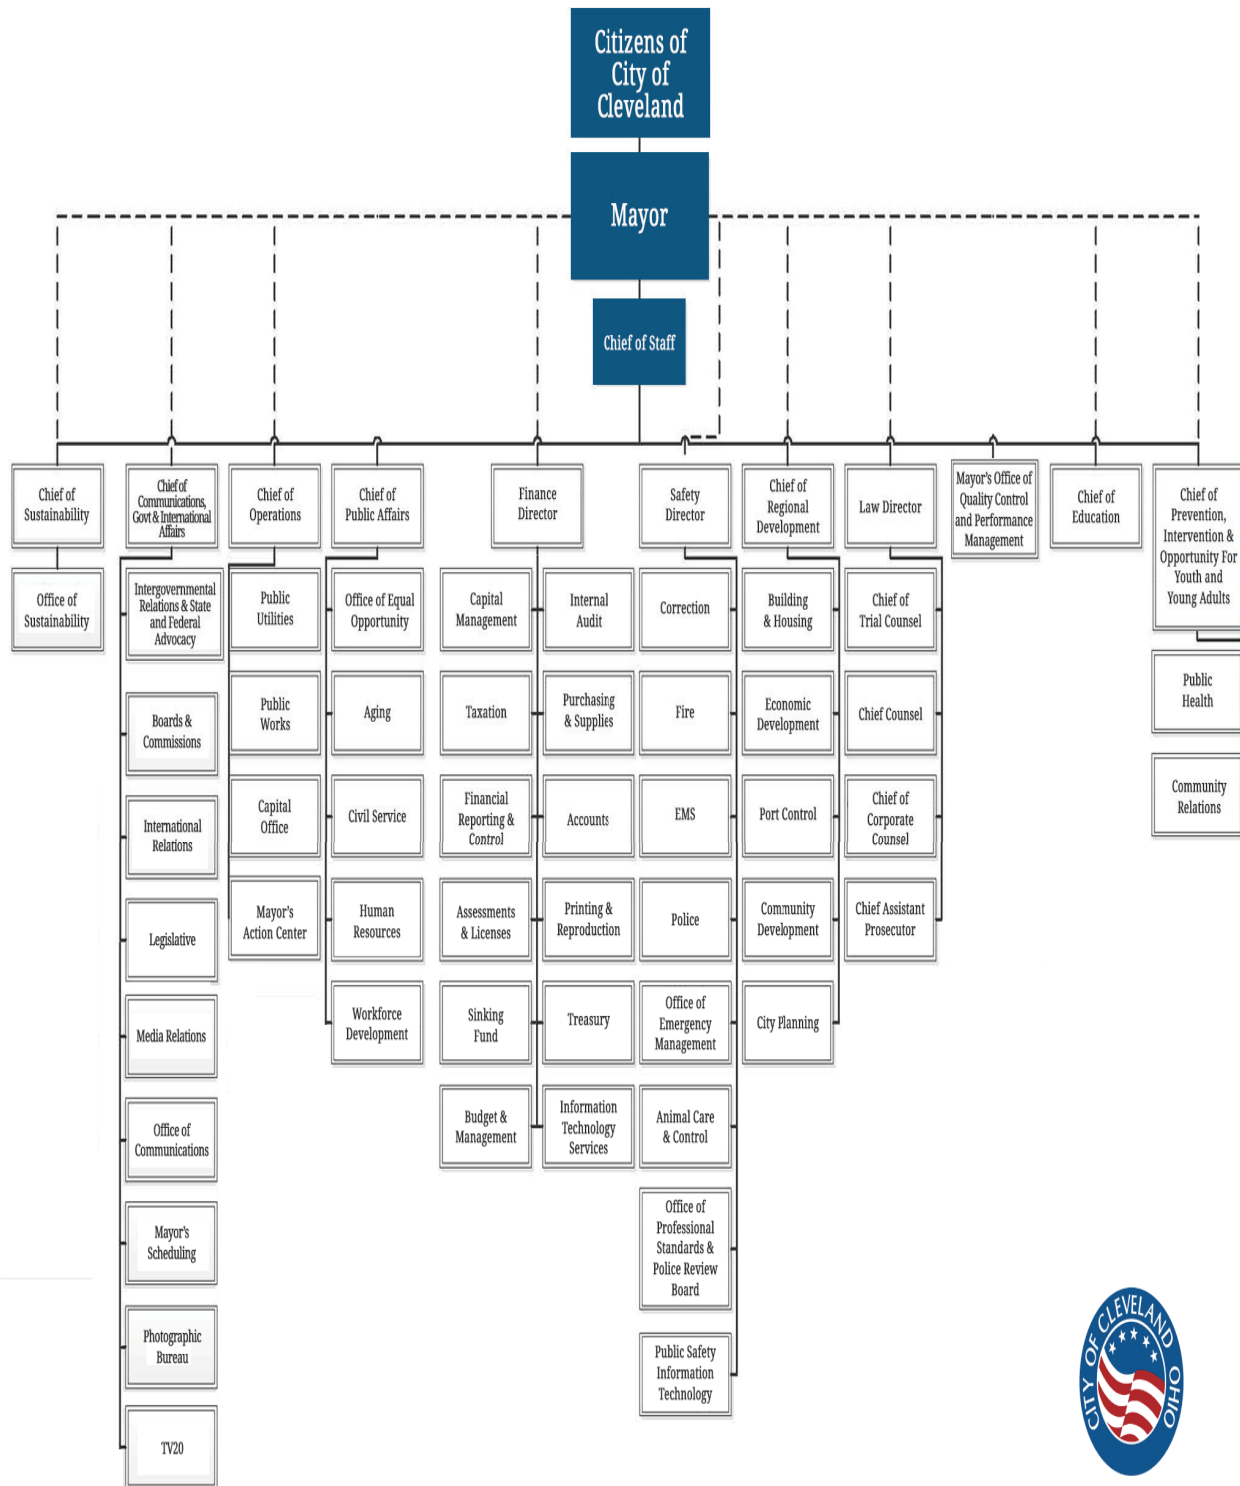 Citizens of
City of
Cleveland
Mayor
Chief of Staff
Chief of
Sustainability
Chief of
Communications,
Govt & International
Affairs
Chief of
Operations
Chief of
Public Affairs
Finance
Director
Safety
Director
Chief of
Regional
Development
Law Director
Mayor's Office of
Quality Control
and Performance
Management
Chief of
Education
Chief of
Prevention,
Intervention &
Opportunity For
Youth and
Young Adults
Office of
Sustainability
Intergovernmental
Relations & State
and Federal
Advocacy
Boards &
Commissions
International
Relations
Legislative
Media Relations
Office of
Communications
Mayor's
Scheduling
Photographic
Bureau
TV20
Public
Utilities
Public
Works
Capital
Office
Mayor's
Action Center
Office of Equal
Opportunity
Aging
Civil Service
Human
Resources
Workforce
Development
Capital
Management
Taxation
Financial
Reporting &
Control
Assessments
& Licenses
Sinking
Fund
Budget &
Management
Internal
Audit
Purchasing
& Supplies
Accounts
Printing &
Reproduction
Treasury
Information
Technology
Services
Correction
Fire
EMS
Police
Office of
Emergency
Management
Animal Care
& Control
Office of
Professional
Standards &
Police Review
Board
Public Safety
Information
Technology
Building
& Housing
Economic
Development
Port Control
Community
Development
City Planning
Chief of
Trial Counsel
Chief Counsel
Chief of
Corporate
Counsel
Chief Assistant
Prosecutor
Public
Health
Community
Relations
CITY OF CLEVELAND OHIO